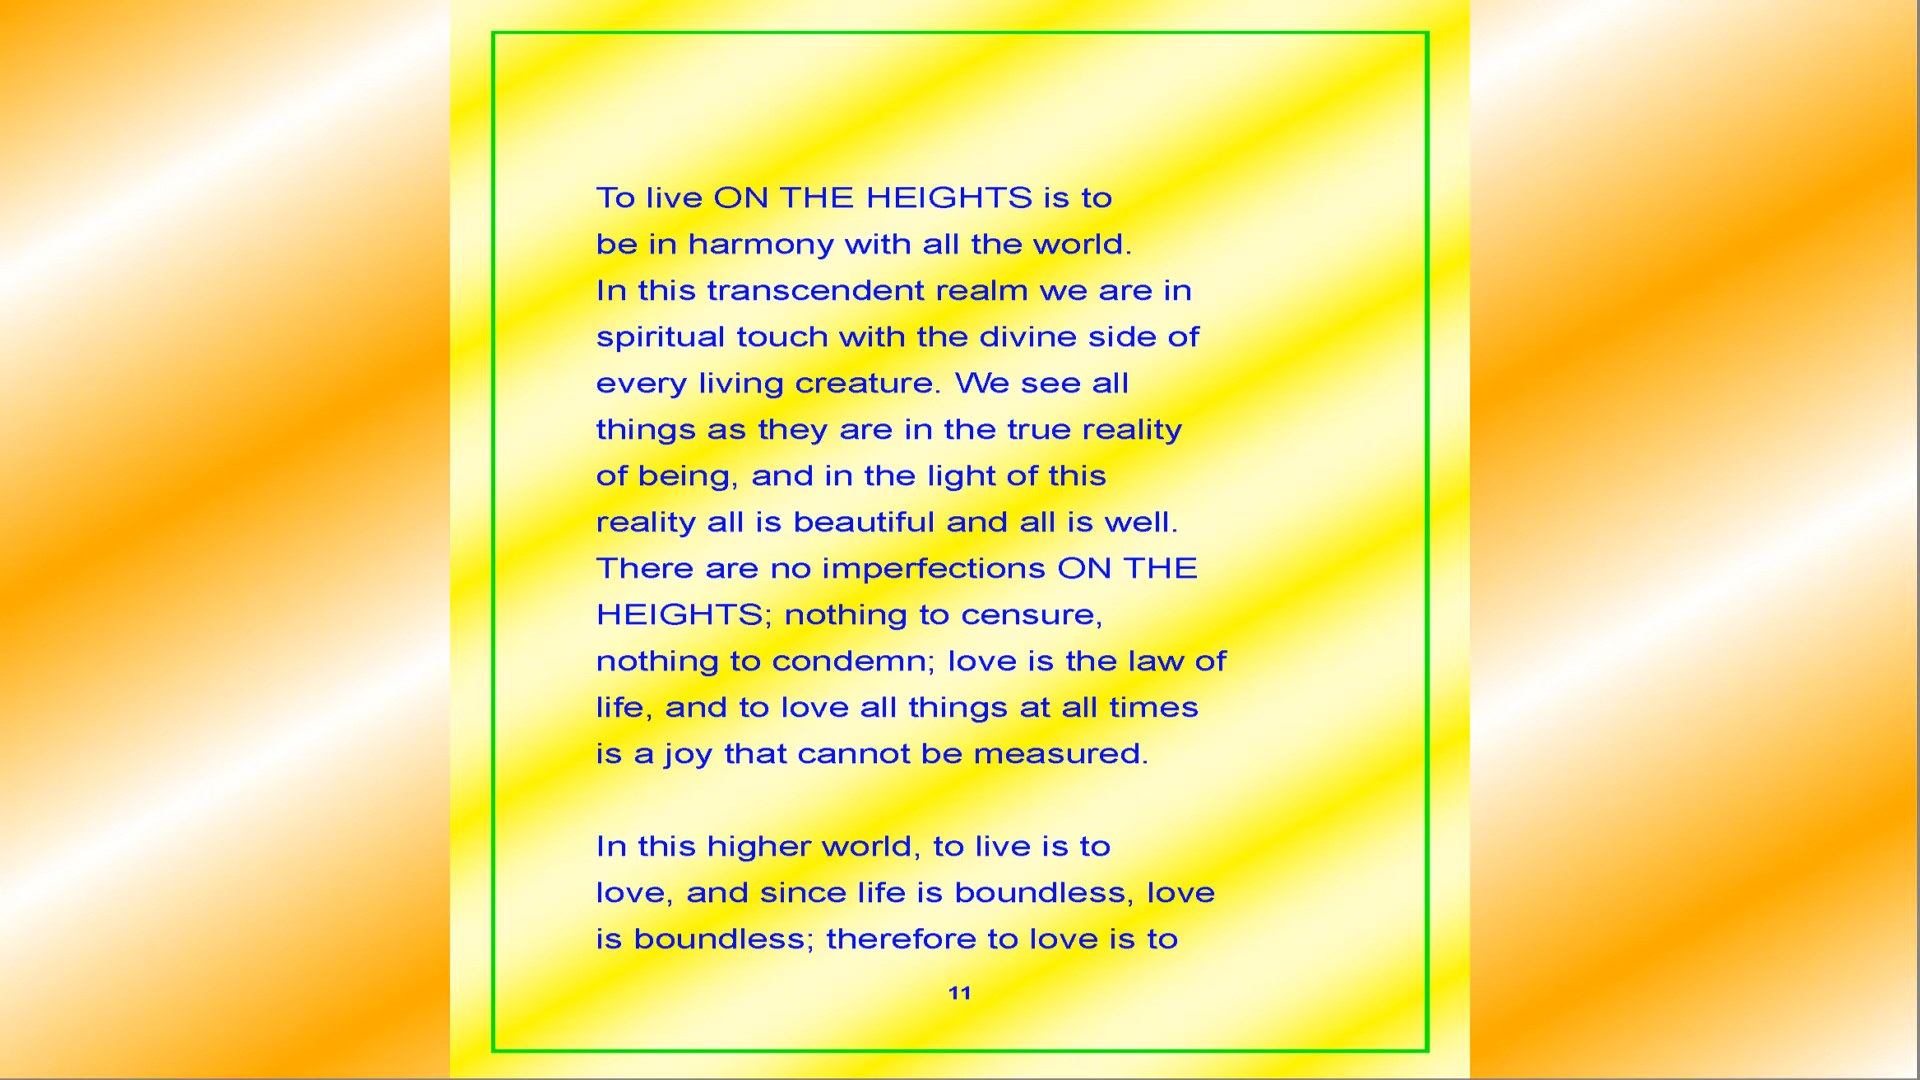 To live ON THE HEIGHTS is to
be in harmony with all the world.
In this transcendent realm we are in
spiritual touch with the divine side of
every living creature. We see all
things as they are in the true reality
of being, and in the light of this
reality all is beautiful and all is well.
There are no imperfections ON THE
HEIGHTS; nothing to censure,
nothing to condemn; love is the law of
life, and to love all things at all times
is a joy that cannot be measured.

In this higher world, to live is to
love, and since life is boundless, love
is boundless; therefore to love is to
11